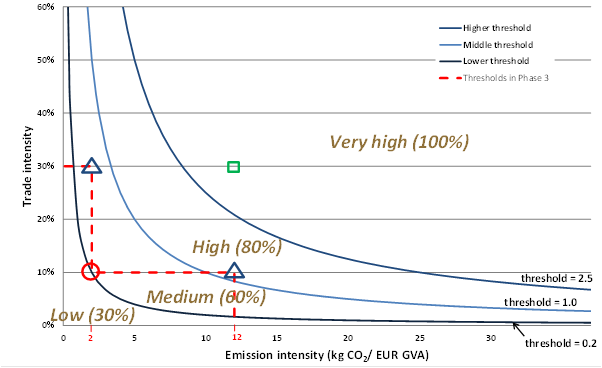 60%
50%
40%
30%
20%
10%
0%
Trade intensity
Higher threshold
Middle threshold
Lower threshold
Thresholds in Phase 3
Very high (100%)
High (80%)
Medium (60%)
Low (30%)
threshold = 2.5
threshold = 1.0
threshold = 0.2
0 2 5 10 12 15 20 25 30
Emission intensity (kg CO₂/ EUR GVA)